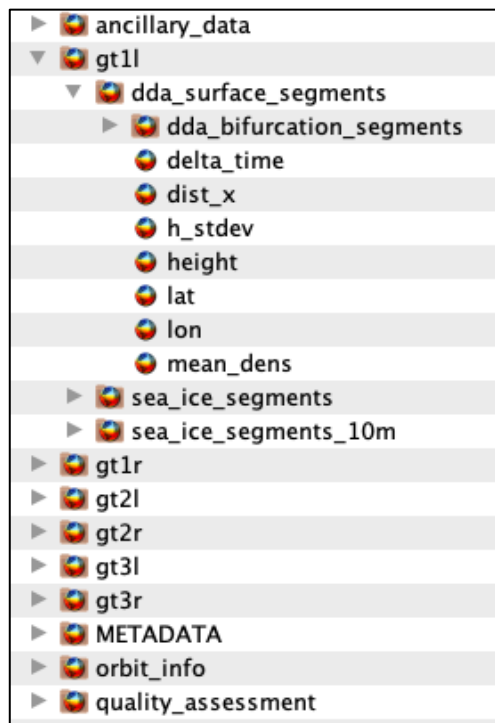 ancillary_data
gt1l
dda_surface_segments
dda_bifurcation_segments
delta_time
dist_x
h_stdev
height
lat
lon
mean_dens
sea_ice_segments
sea_ice_segments_10m
gt1r
gt2l
gt2r
gt3l
gt3r
METADATA
orbit_info
quality_assessment